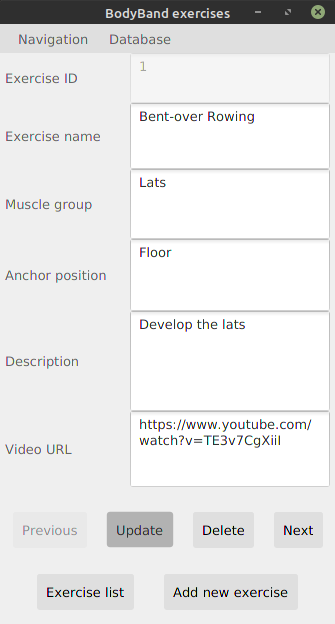 BodyBand exercises
Navigation Database
Exercise ID 1
Exercise name Bent-over Rowing
Muscle group Lats
Anchor position Floor
Description Develop the lats
Video URL https://www.youtube.com/
watch?v=TE3v7CgXiiI
Previous Update Delete Next
Exercise list Add new exercise